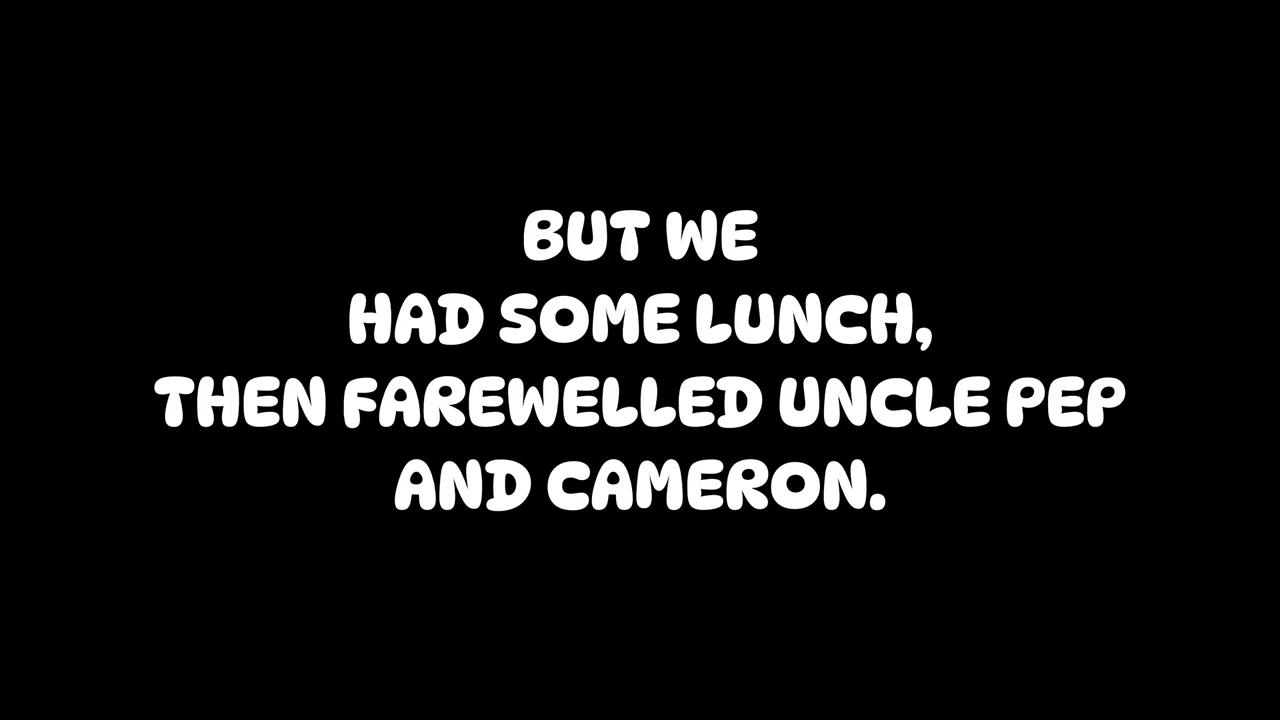 BUT WE
HAD SOME LUNCH,
THEN FAREWELLED UNCLE PEP
AND CAMERON.